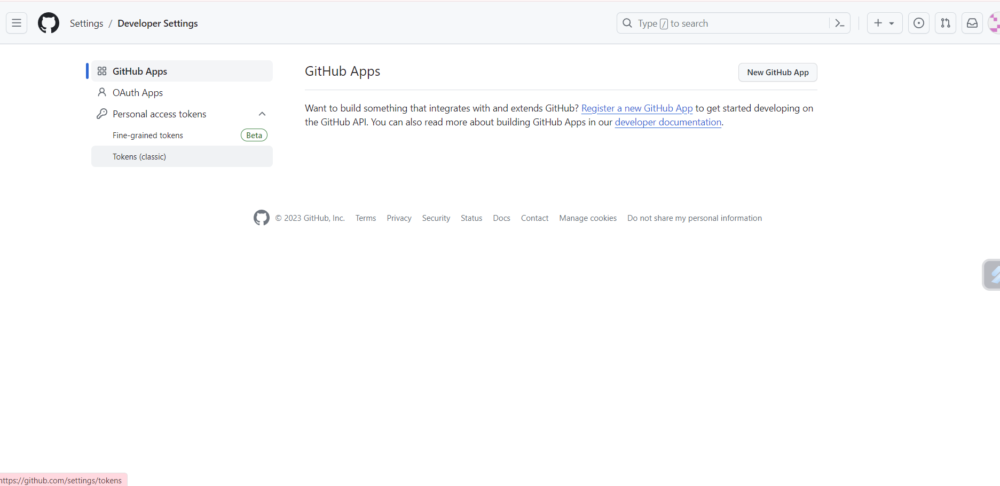 Settings / Developer Settings
Type / to search
GitHub Apps
OAuth Apps
Personal access tokens
Fine-grained tokens Beta
Tokens (classic)
GitHub Apps
New GitHub App
Want to build something that integrates with and extends GitHub? Register a new GitHub App to get started developing on
the GitHub API. You can also read more about building GitHub Apps in our developer documentation.
© 2023 GitHub, Inc. Terms Privacy Security Status Docs Contact Manage cookies Do not share my personal information
https://github.com/settings/tokens